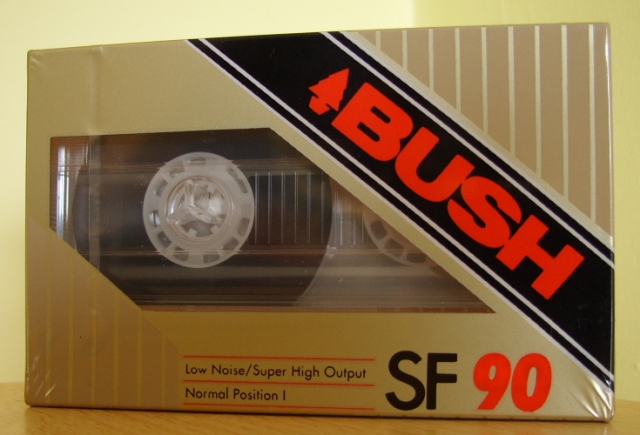 BUSH
Low Noise/Super High Output
Normal Position I
SF 90